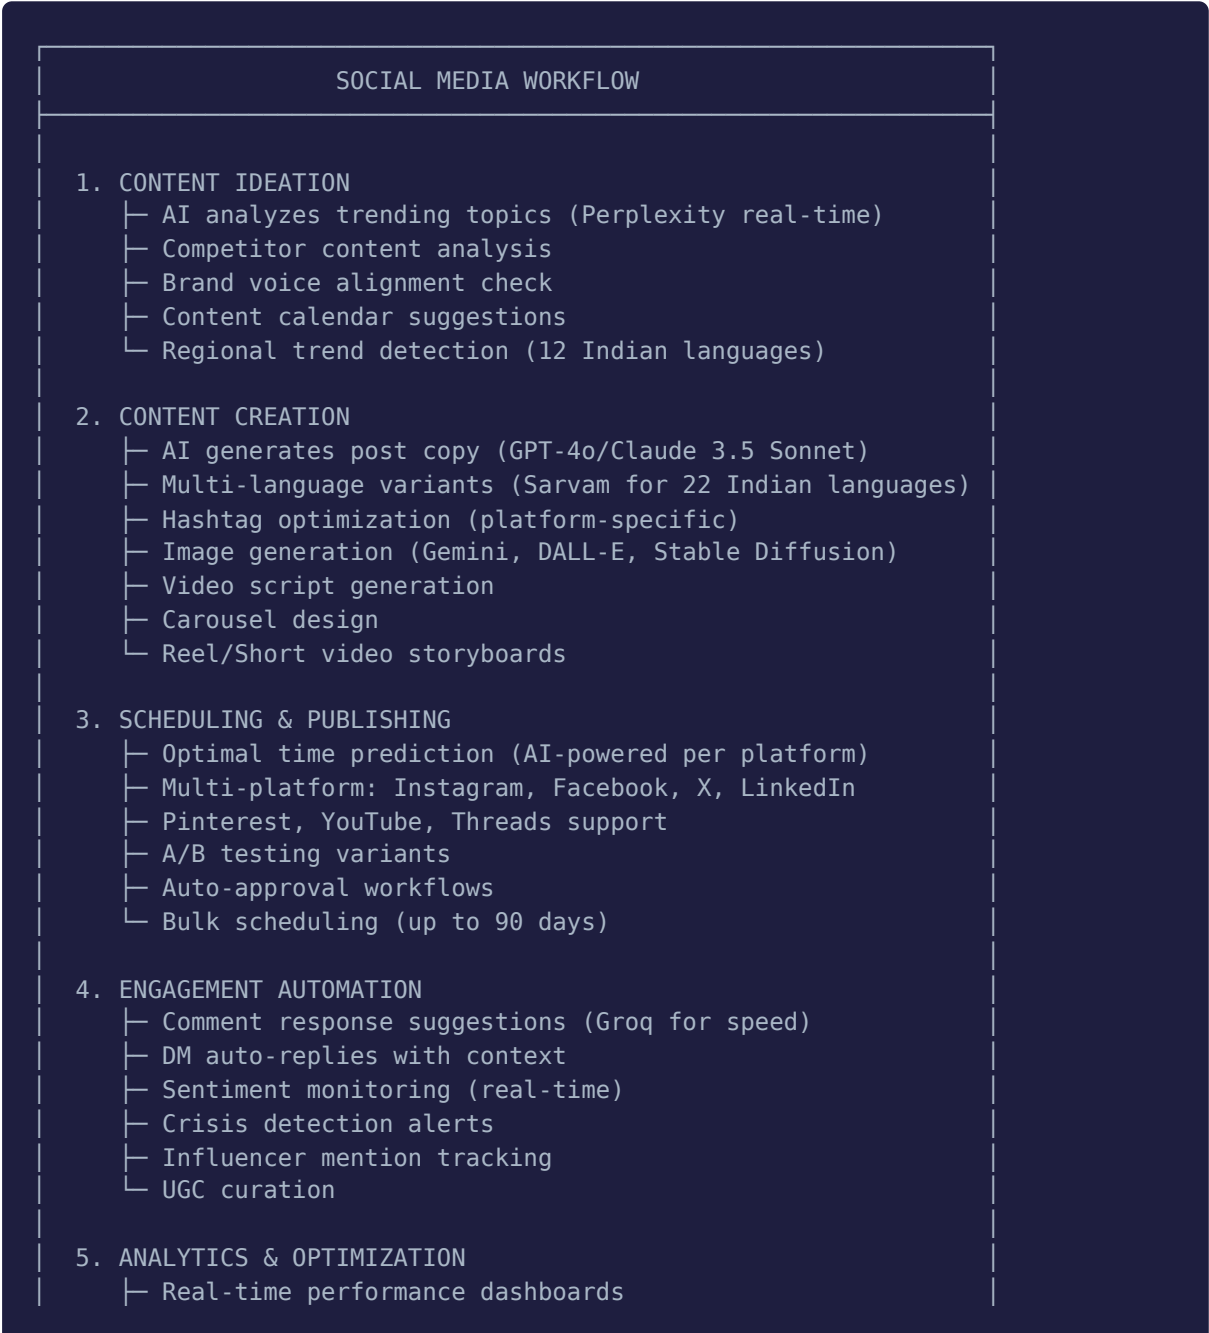 SOCIAL MEDIA WORKFLOW
1. CONTENT IDEATION
├─ AI analyzes trending topics (Perplexity real-time)
├─ Competitor content analysis
├─ Brand voice alignment check
├─ Content calendar suggestions
└─ Regional trend detection (12 Indian languages)
2. CONTENT CREATION
├─ AI generates post copy (GPT-4o/Claude 3.5 Sonnet)
├─ Multi-language variants (Sarvam for 22 Indian languages)
├─ Hashtag optimization (platform-specific)
├─ Image generation (Gemini, DALL-E, Stable Diffusion)
├─ Video script generation
├─ Carousel design
└─ Reel/Short video storyboards
3. SCHEDULING & PUBLISHING
├─ Optimal time prediction (AI-powered per platform)
├─ Multi-platform: Instagram, Facebook, X, LinkedIn
├─ Pinterest, YouTube, Threads support
├─ A/B testing variants
├─ Auto-approval workflows
└─ Bulk scheduling (up to 90 days)
4. ENGAGEMENT AUTOMATION
├─ Comment response suggestions (Groq for speed)
├─ DM auto-replies with context
├─ Sentiment monitoring (real-time)
├─ Crisis detection alerts
├─ Influencer mention tracking
└─ UGC curation
5. ANALYTICS & OPTIMIZATION
├─ Real-time performance dashboards